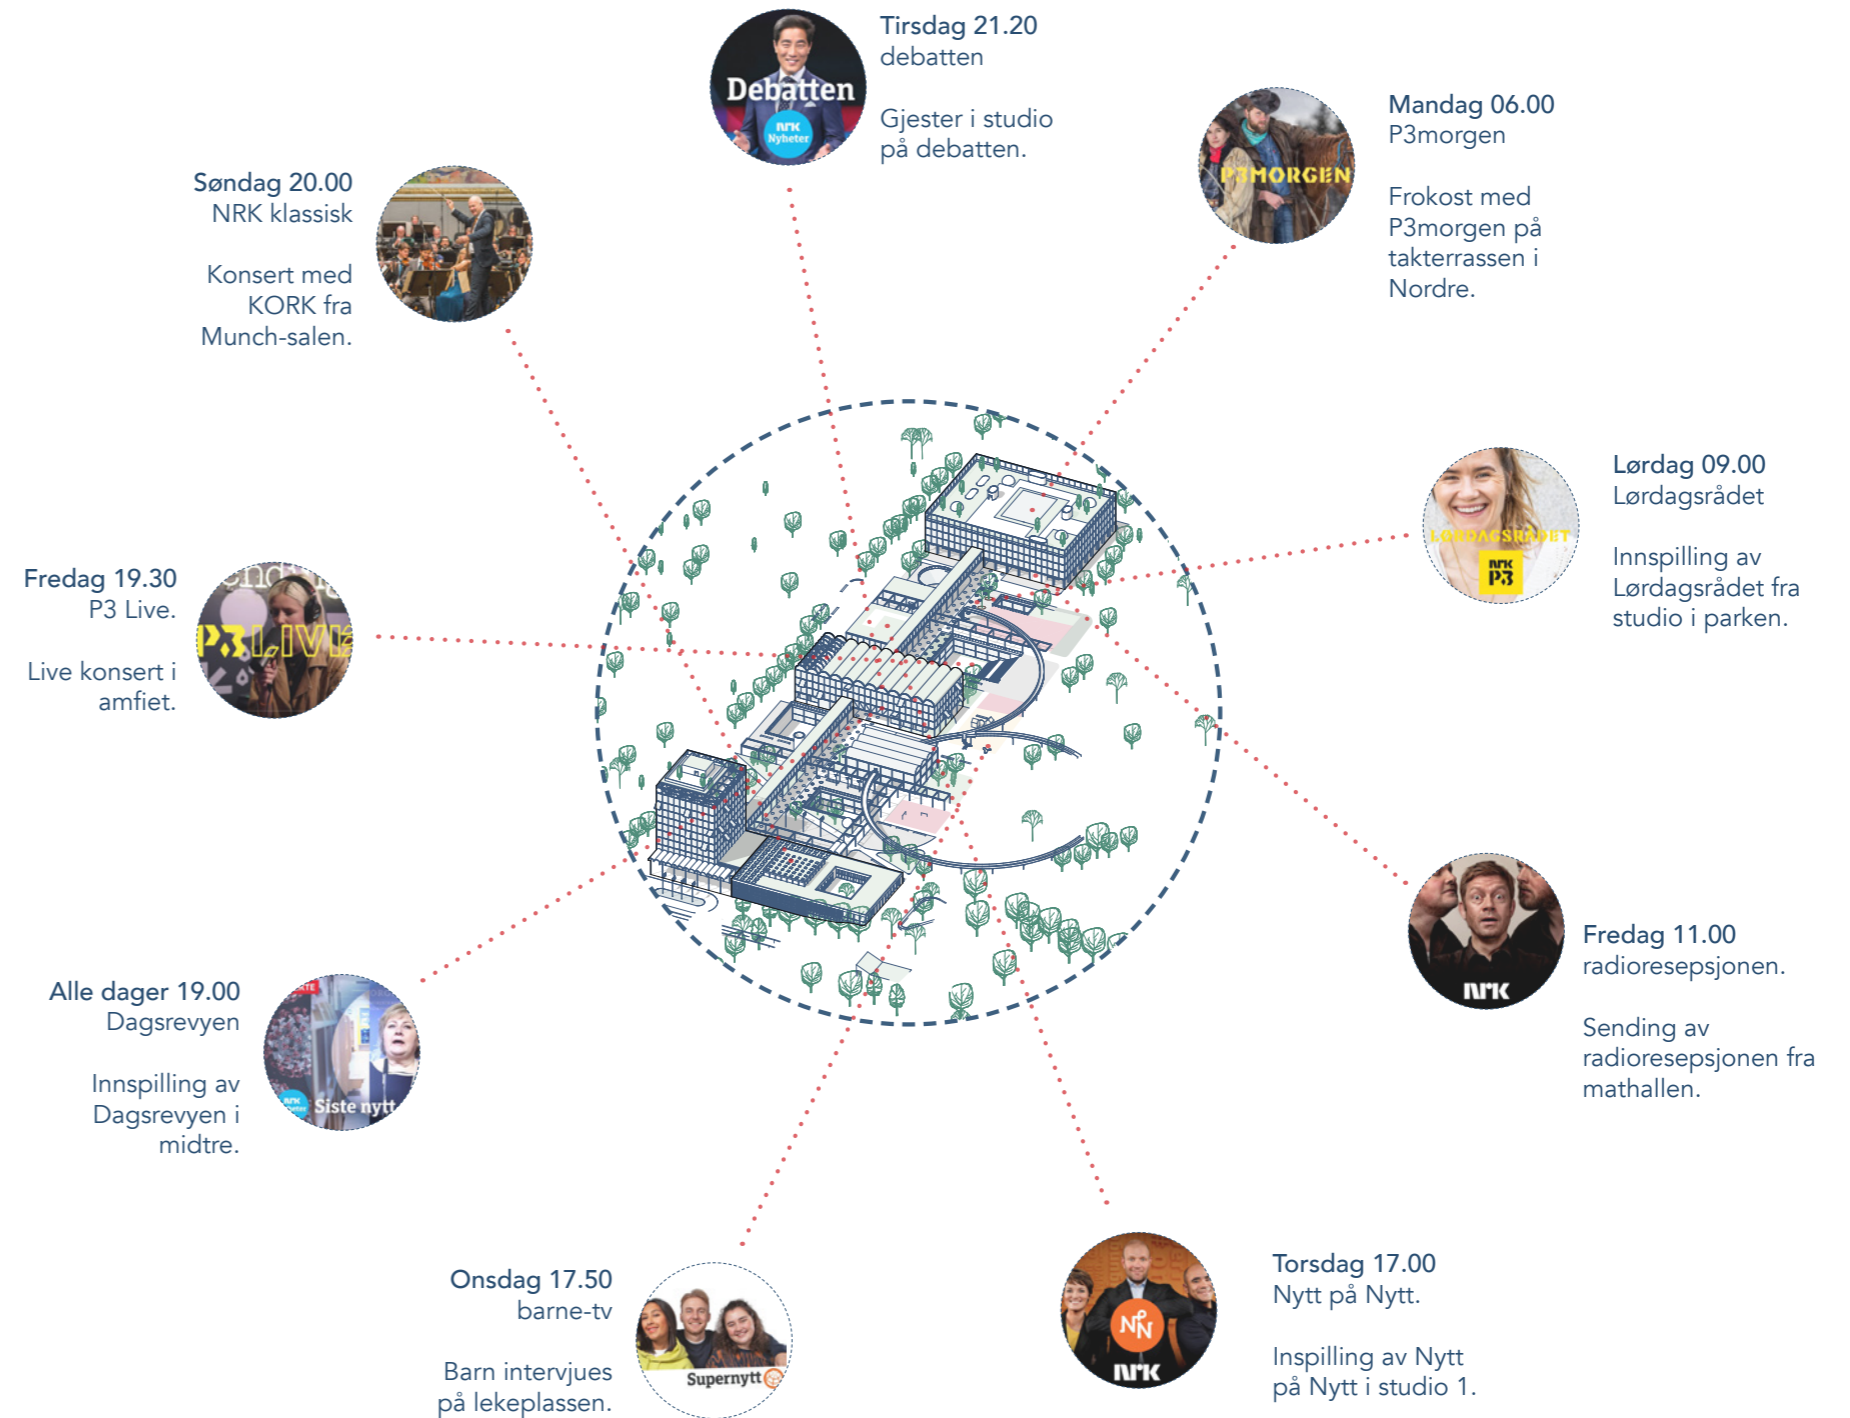 Tirsdag 21.20
debatten
Gjester i studio
på debatten.
Debatten
NRK
Nyheter
Mandag 06.00
P3morgen
Frokost med
P3morgen på
takterrassen i
Nordre.
P3MORGEN
Søndag 20.00
NRK klassisk
Konsert med
KORK fra
Munch-salen.
Lørdag 09.00
Lørdagsrådet
Innspilling av
Lørdagsrådet fra
studio i parken.
LØRDAGSRÅDET
NRK
P3
Fredag 19.30
P3 Live.
Live konsert i
amfiet.
P3LIVE
Fredag 11.00
radioresepsjonen.
Sending av
radioresepsjonen fra
mathallen.
NRK
Alle dager 19.00
Dagsrevyen
Innspilling av
Dagsrevyen i
midtre.
NRK
Siste nytt
Onsdag 17.50
barne-tv
Barn intervjues
på lekeplassen.
Supernytt
Torsdag 17.00
Nytt på Nytt.
Inspilling av Nytt
på Nytt i studio 1.
NPN
NRK